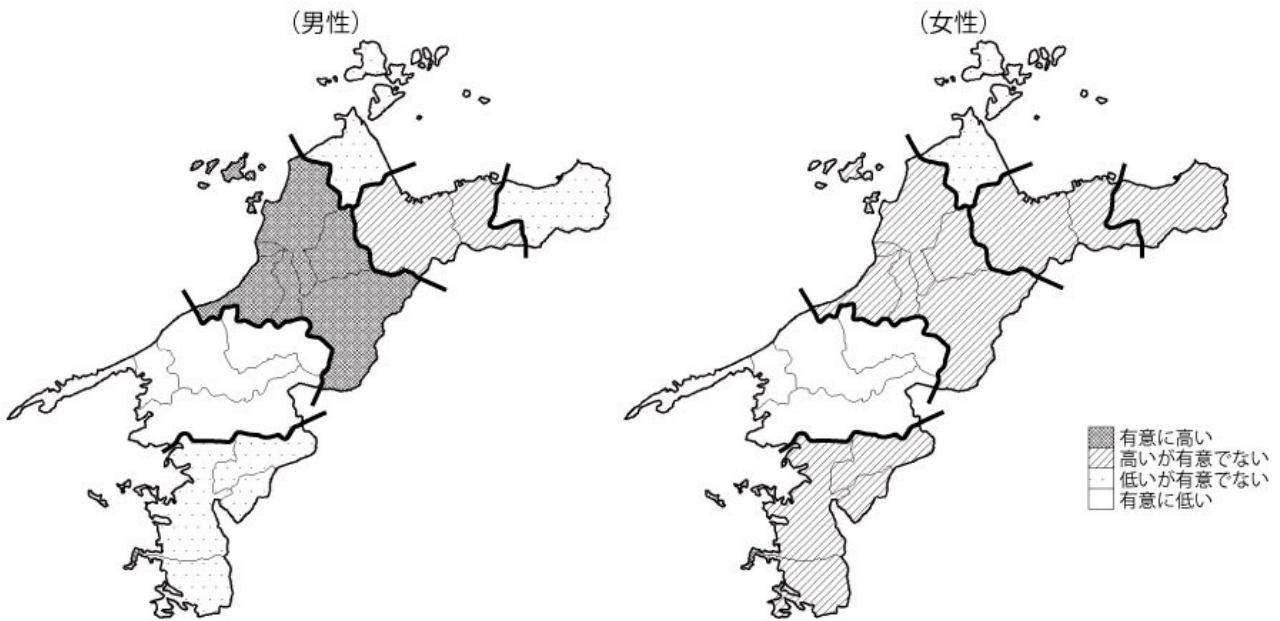 （男性）
（女性）
有意に高い
高いが有意でない
低いが有意でない
有意に低い